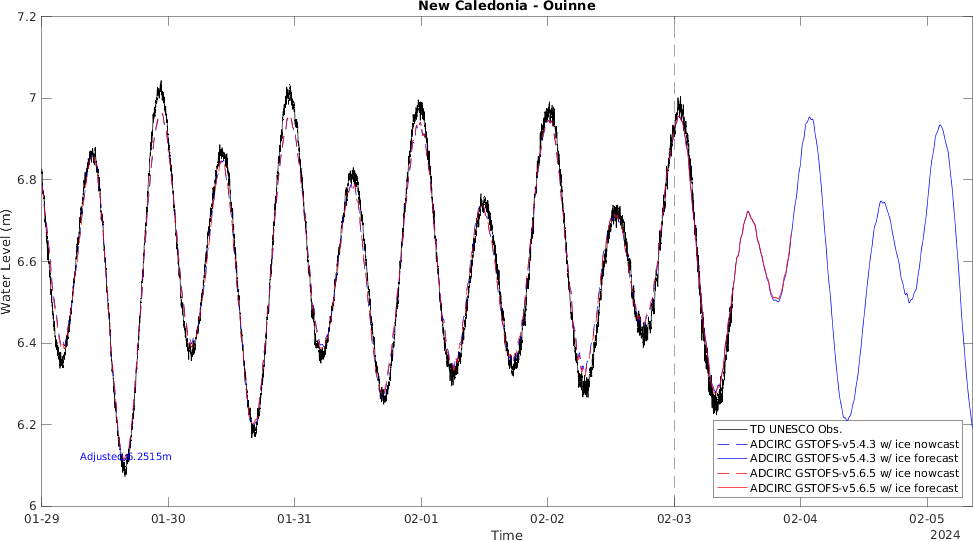 New Caledonia - Ouinne
7.2
7
6.8
6.6
6.4
6.2
6
Water Level (m)
Adjusted 6.2515m
TD UNESCO Obs.
ADCIRC GSTOFS-v5.4.3 w/ ice nowcast
ADCIRC GSTOFS-v5.4.3 w/ ice forecast
ADCIRC GSTOFS-v5.6.5 w/ ice nowcast
ADCIRC GSTOFS-v5.6.5 w/ ice forecast
01-29 01-30 01-31 02-01 02-02 02-03 02-04 02-05
Time
2024